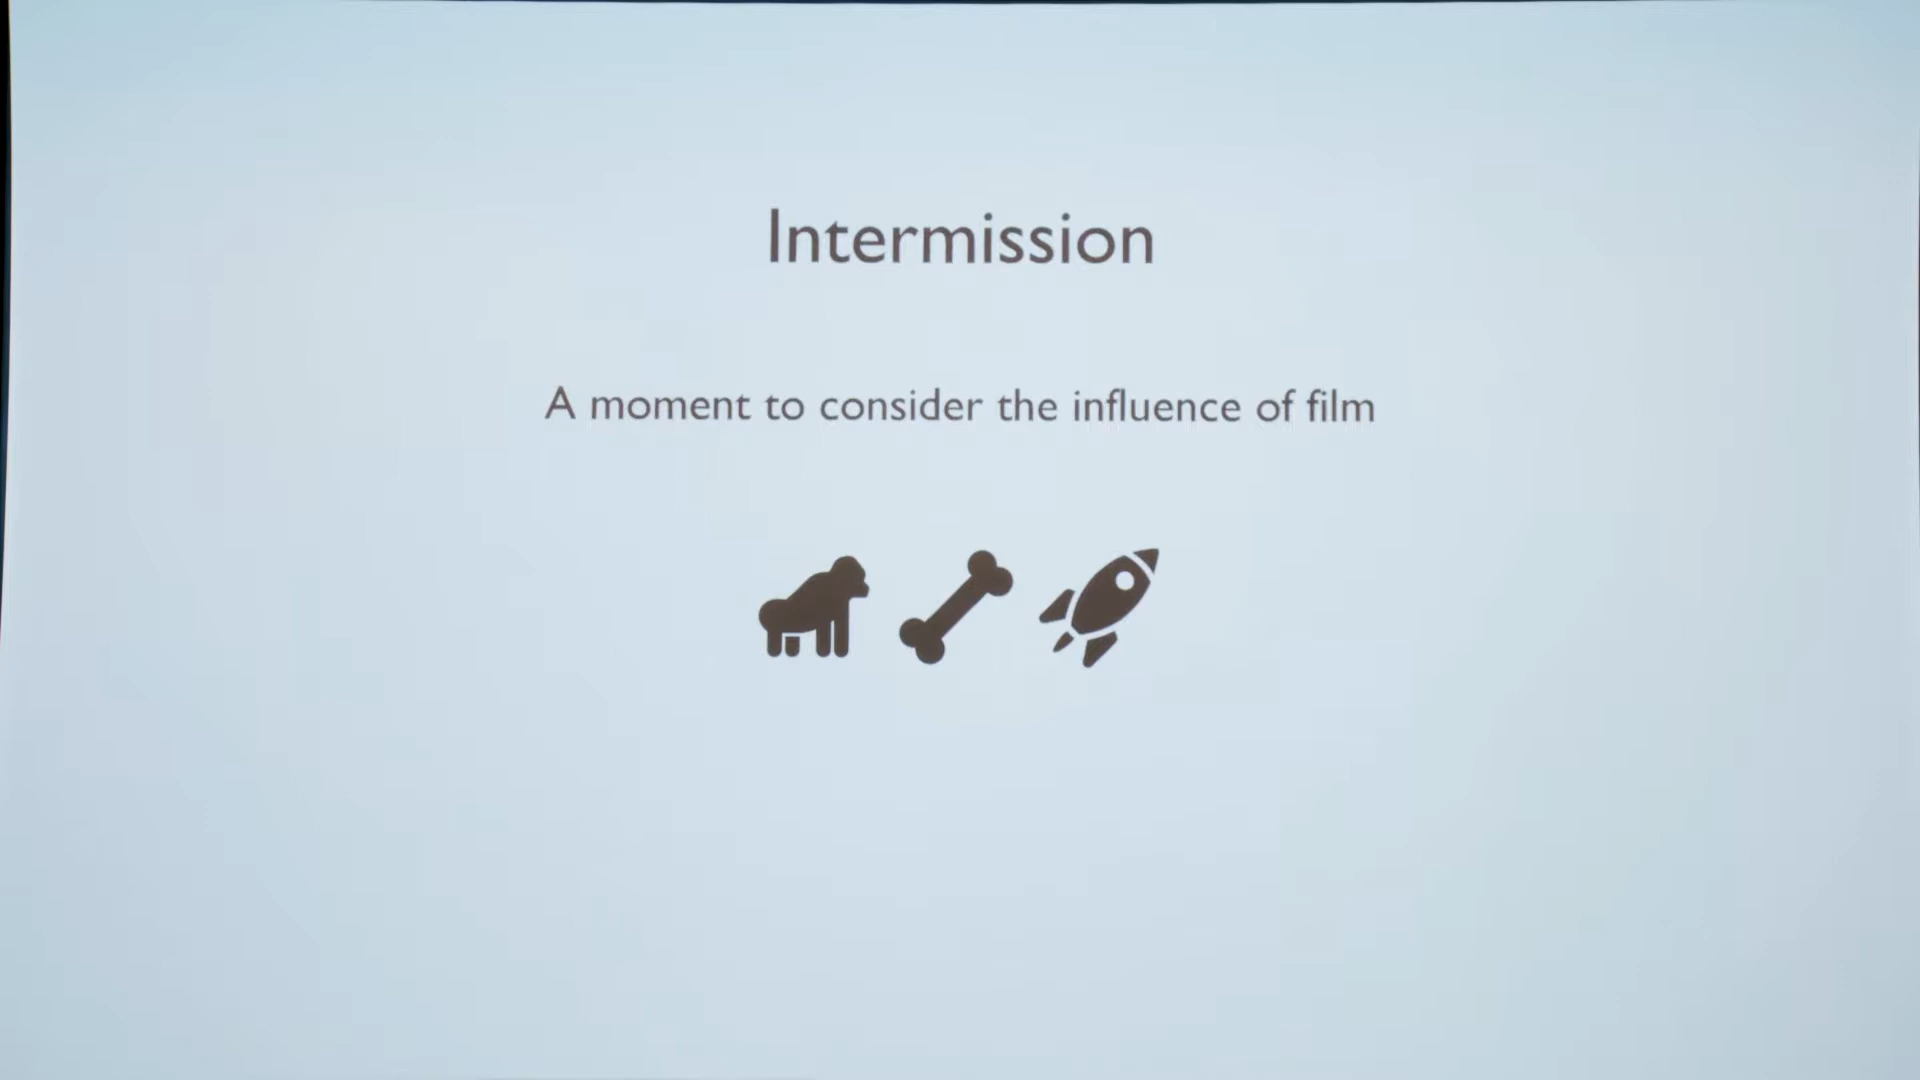 Intermission
A moment to consider the influence of film